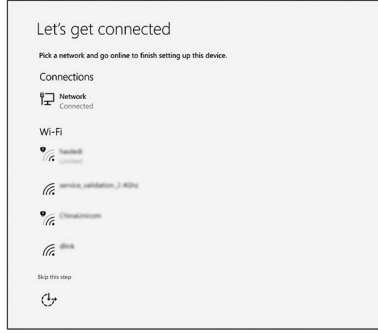 Let's get connected
Pick a network and go online to finish setting up this device.
Connections
Network
Connected
Wi-Fi
Limited
service_validation_2.4Ghz
ChinaUnicom
dlink
Skip this step